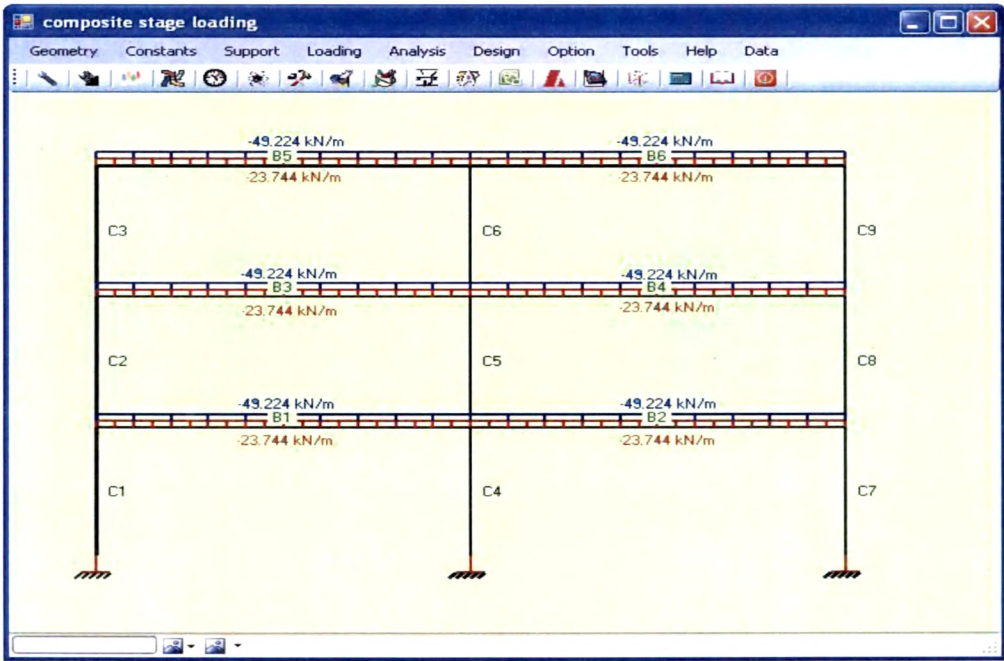 composite stage loading
Geometry Constants Support Loading Analysis Design Option Tools Help Data
-49.224 kN/m -49.224 kN/m
B5 B6
-23.744 kN/m -23.744 kN/m
C3 C6 C9
-49.224 kN/m -49.224 kN/m
B3 B4
-23.744 kN/m -23.744 kN/m
C2 C5 C8
-49.224 kN/m -49.224 kN/m
B1 B2
-23.744 kN/m -23.744 kN/m
C1 C4 C7